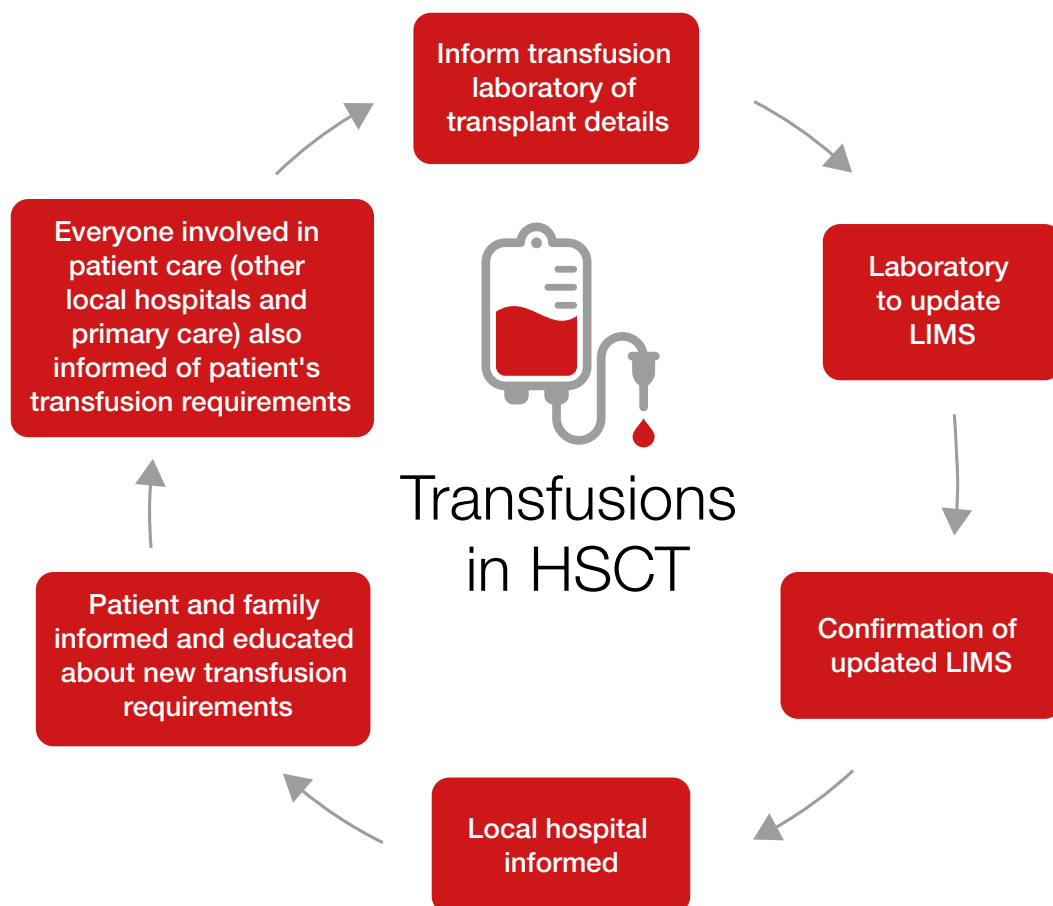 Inform transfusion
laboratory of
transplant details
Laboratory
to update
LIMS
Confirmation of
updated LIMS
Local hospital
informed
Patient and family
informed and educated
about new transfusion
requirements
Everyone involved in
patient care (other
local hospitals and
primary care) also
informed of patient's
transfusion requirements
Transfusions
in HSCT